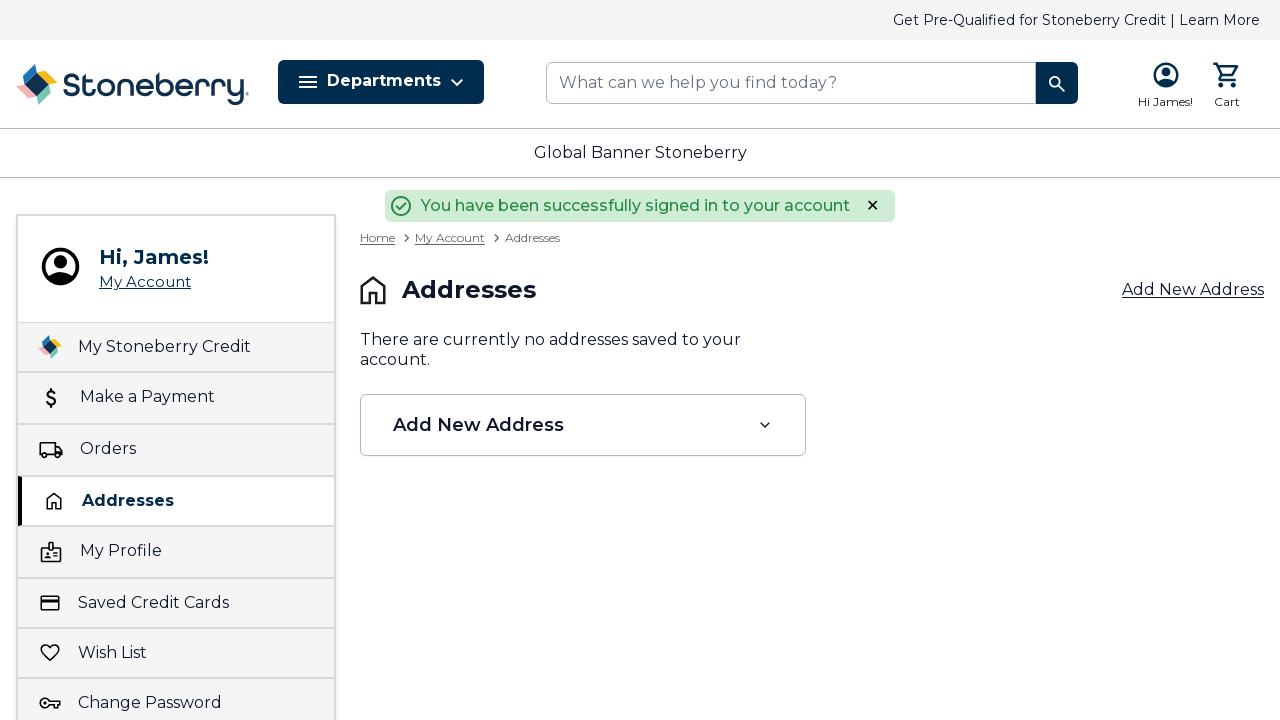 Get Pre-Qualified for Stoneberry Credit | Learn More
Stoneberry®
Departments
What can we help you find today?
Hi James!
Cart
Global Banner Stoneberry
You have been successfully signed in to your account ×
Home > My Account > Addresses
Hi, James!
My Account
Addresses
Add New Address
There are currently no addresses saved to your
account.
Add New Address
My Stoneberry Credit
Make a Payment
Orders
Addresses
My Profile
Saved Credit Cards
Wish List
Change Password